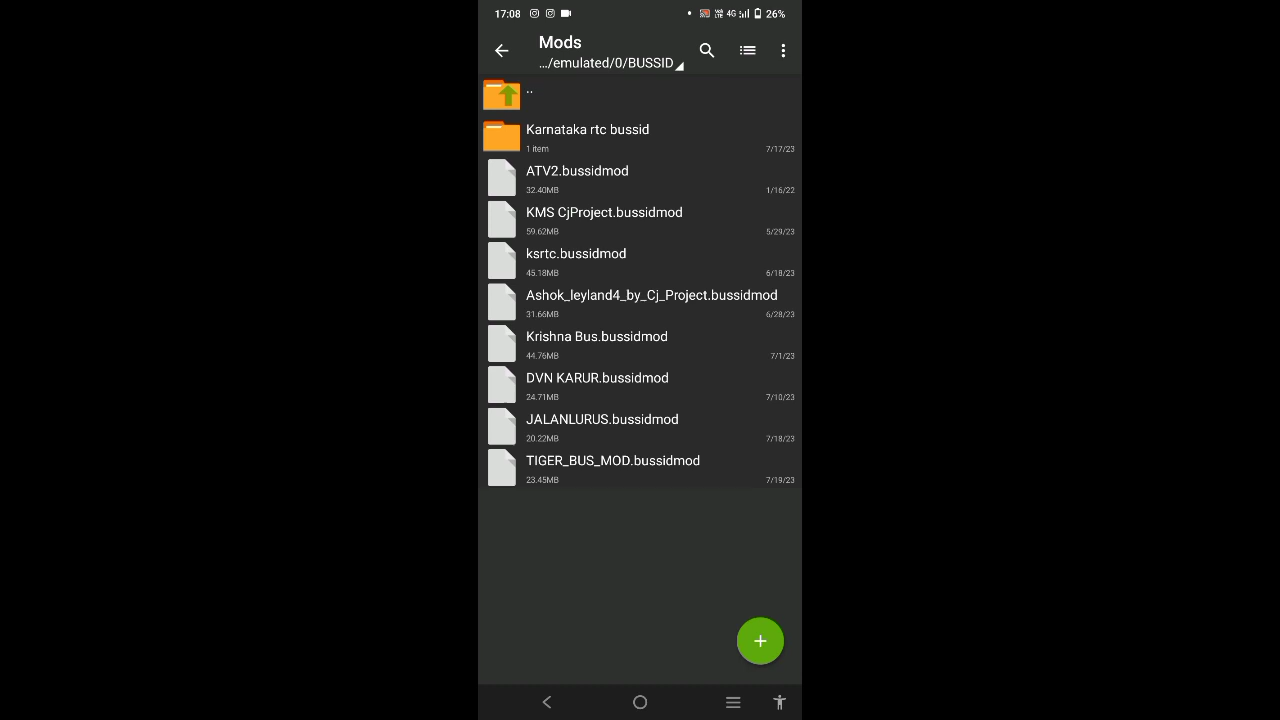 17:08 4G 26%
Mods
.../emulated/0/BUSSID
..
Karnataka rtc bussid
1 item 7/17/23
ATV2.bussidmod
32.40MB 1/16/22
KMS CjProject.bussidmod
59.62MB 5/29/23
ksrtc.bussidmod
45.18MB 6/18/23
Ashok_leyland4_by_Cj_Project.bussidmod
31.66MB 6/28/23
Krishna Bus.bussidmod
44.76MB 7/1/23
DVN KARUR.bussidmod
24.71MB 7/10/23
JALANLURUS.bussidmod
20.22MB 7/18/23
TIGER_BUS_MOD.bussidmod
23.45MB 7/19/23